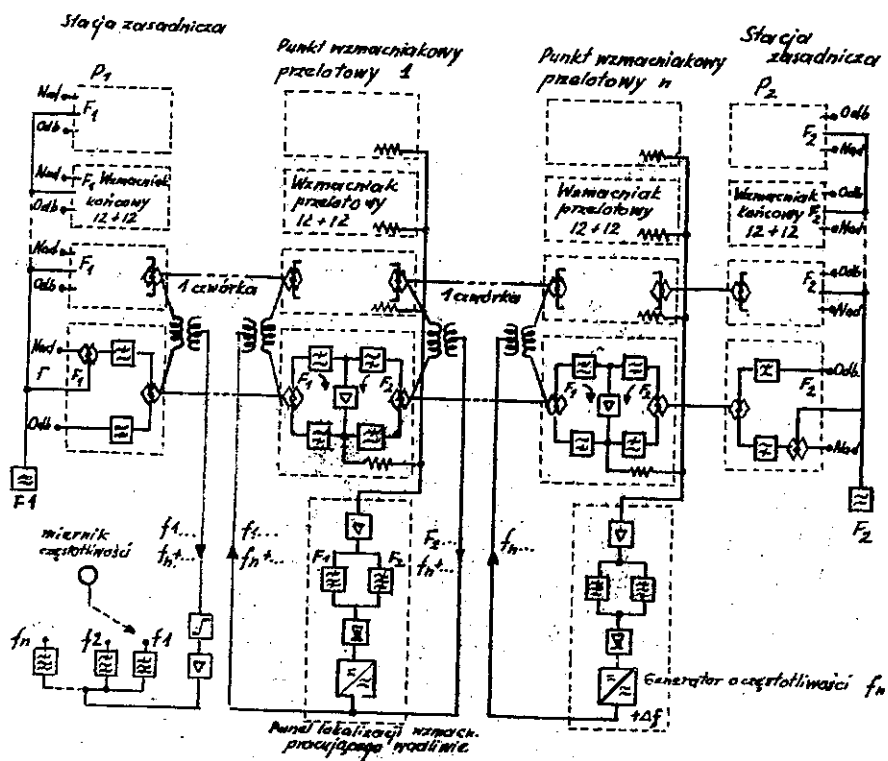 Stacja zasadnicza
Punkt wzmacniakowy
przelotowy 1
Punkt wzmacniakowy
przelotowy n
Stacja
zasadnicza
P1
P2
Nad
F1
Odb
Nad
F1 Wzmacniak
końcowy
12+12
Odb
Nad
F1
Odb
Nad
F1
Odb
F1
Wzmacniak
przelotowy
12+12
Wzmacniak
przelotowy
12+12
Odb
F2
Nad
Odb
Wzmacniak
końcowy F2
12+12
Nad
Odb
F2
Nad
Odb
F2
Nad
F2
1 czwórka
1 czwórka
F1
F2
F1
F2
miernik
częstotliwości
f1...
fn+...
f1...
fn+...
F2...
fn+...
fn...
F1
F2
fn
f2
f1
Generator o częstotliwości fn
+Δf
Panel lokalizacji wzmacn.
pracującego wadliwie